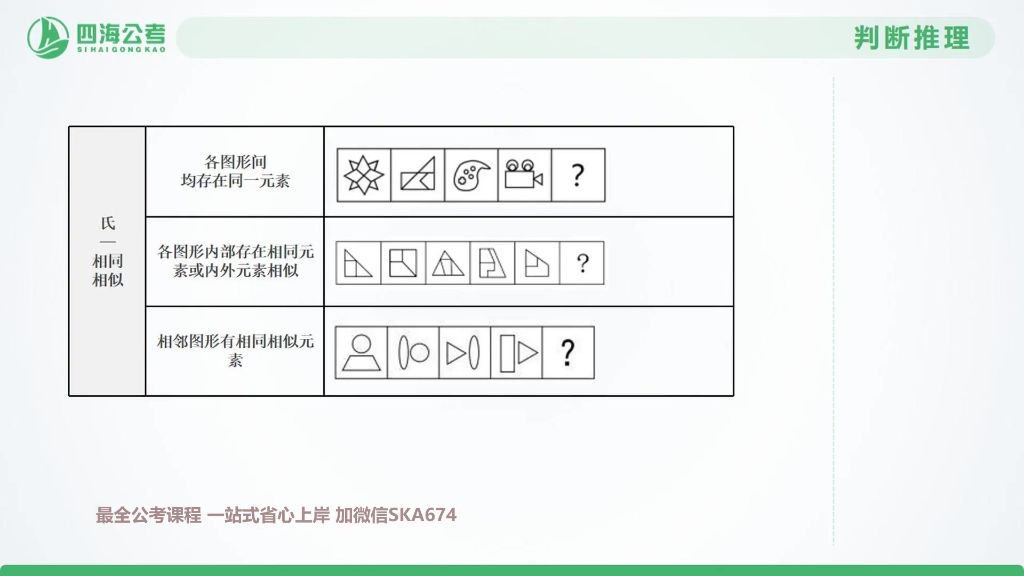 四海公考
SIHAIGONGKAO
判断推理
氏
—
相同
相似
各图形间
均存在同一元素
?
各图形内部存在相同元
素或内外元素相似
?
相邻图形有相同相似元
素
?
最全公考课程 一站式省心上岸 加微信SKA674